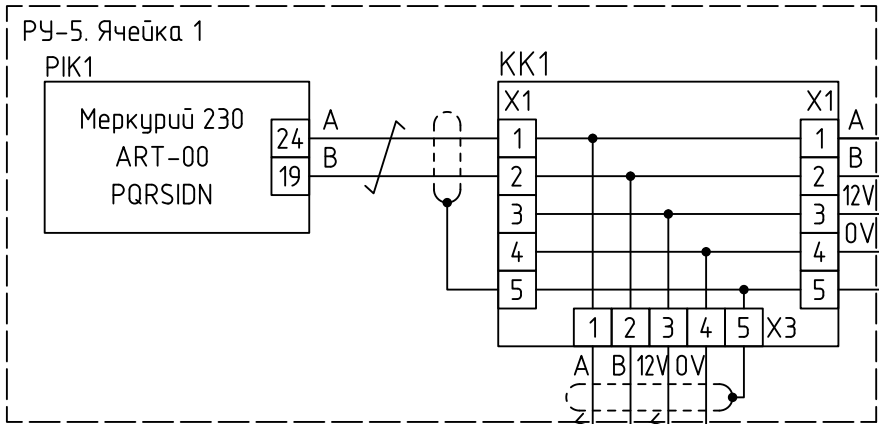 РУ-5. Ячейка 1
PIK1
Меркурий 230
ART-00
PQRSIDN
24
19
A
B
KK1
X1
1
2
3
4
5
X1
1
2
3
4
5
A
B
12V
0V
1 2 3 4 5 X3
A B 12V 0V